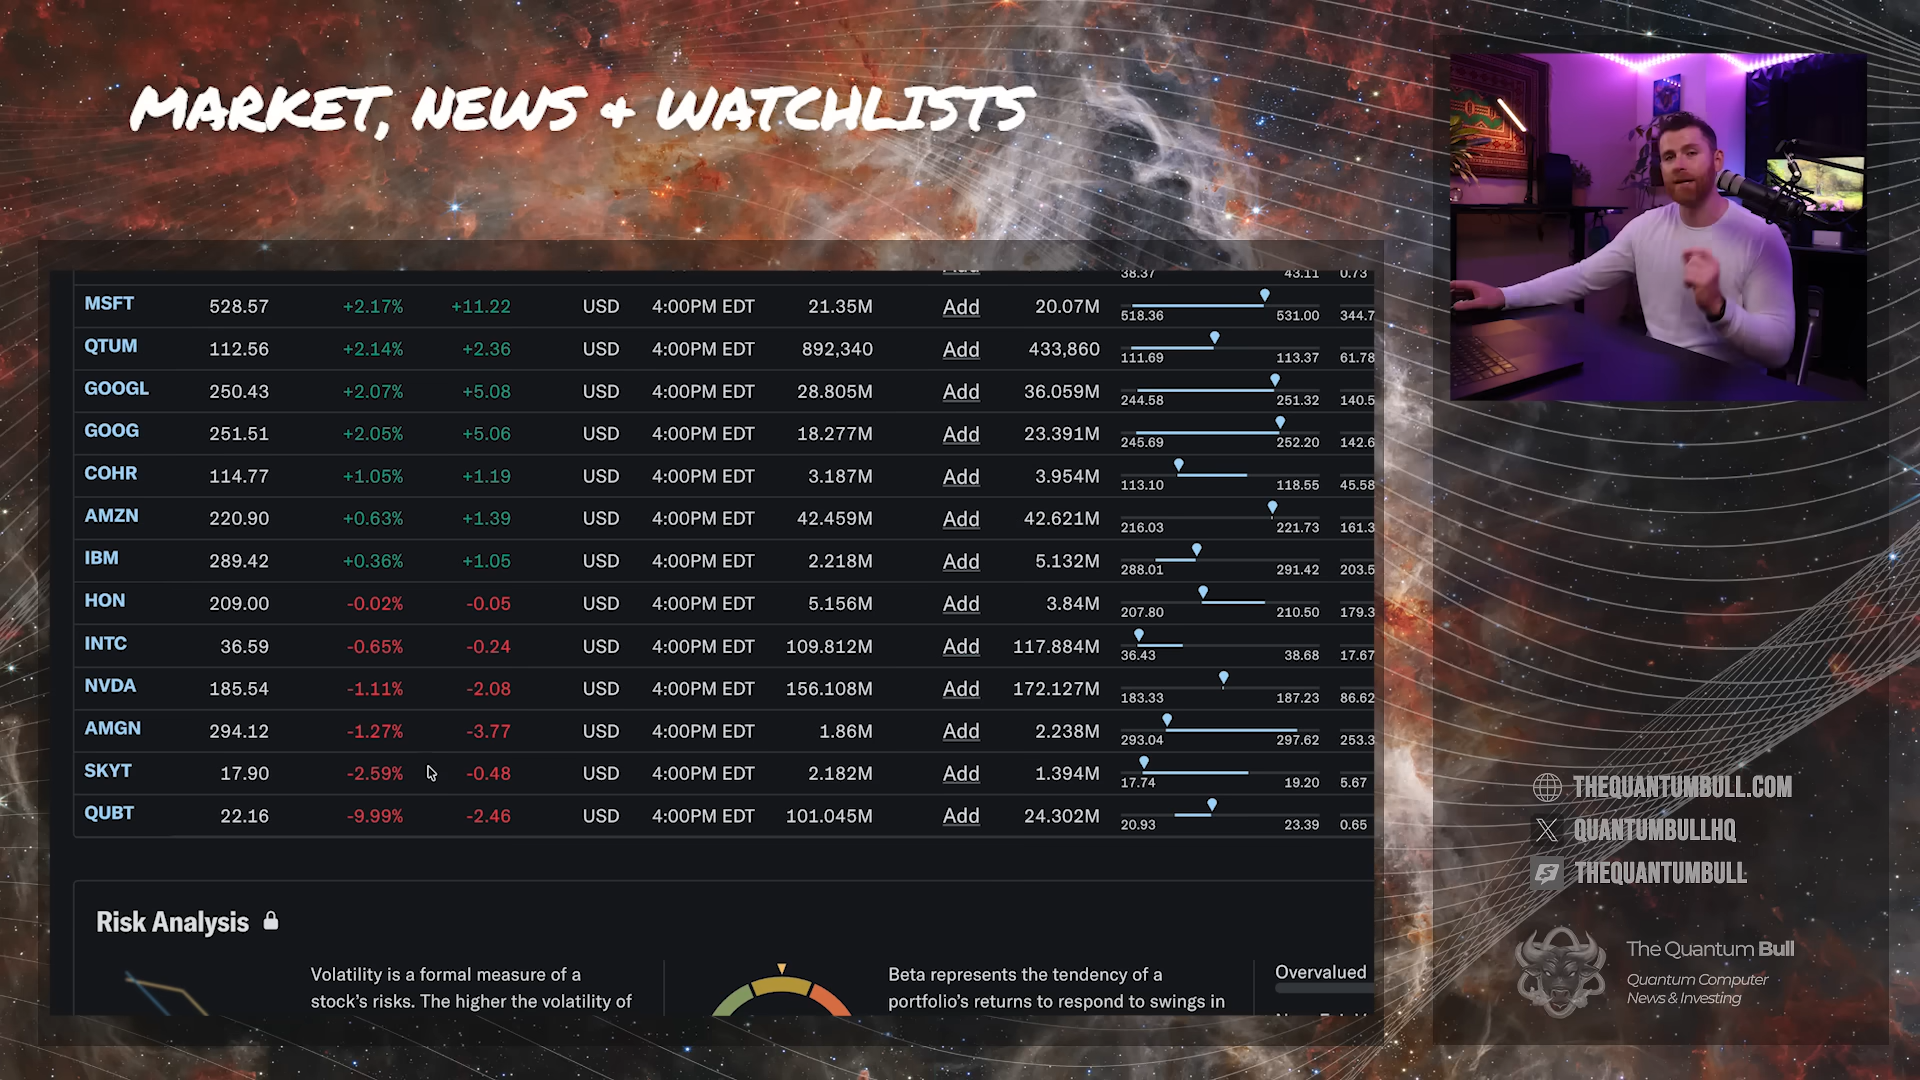 MARKET, NEWS & WATCHLISTS
38.37 43.11 0.73
MSFT 528.57 +2.17% +11.22 USD 4:00PM EDT 21.35M Add 20.07M 518.36 531.00 344.7
QTUM 112.56 +2.14% +2.36 USD 4:00PM EDT 892,340 Add 433,860 111.69 113.37 61.78
GOOGL 250.43 +2.07% +5.08 USD 4:00PM EDT 28.805M Add 36.059M 244.58 251.32 140.5
GOOG 251.51 +2.05% +5.06 USD 4:00PM EDT 18.277M Add 23.391M 245.69 252.20 142.6
COHR 114.77 +1.05% +1.19 USD 4:00PM EDT 3.187M Add 3.954M 113.10 118.55 45.58
AMZN 220.90 +0.63% +1.39 USD 4:00PM EDT 42.459M Add 42.621M 216.03 221.73 161.3
IBM 289.42 +0.36% +1.05 USD 4:00PM EDT 2.218M Add 5.132M 288.01 291.42 203.5
HON 209.00 -0.02% -0.05 USD 4:00PM EDT 5.156M Add 3.84M 207.80 210.50 179.3
INTC 36.59 -0.65% -0.24 USD 4:00PM EDT 109.812M Add 117.884M 36.43 38.68 17.67
NVDA 185.54 -1.11% -2.08 USD 4:00PM EDT 156.108M Add 172.127M 183.33 187.23 86.62
AMGN 294.12 -1.27% -3.77 USD 4:00PM EDT 1.86M Add 2.238M 293.04 297.62 253.3
SKYT 17.90 -2.59% -0.48 USD 4:00PM EDT 2.182M Add 1.394M 17.74 19.20 5.67
QUBT 22.16 -9.99% -2.46 USD 4:00PM EDT 101.045M Add 24.302M 20.93 23.39 0.65
Risk Analysis
Volatility is a formal measure of a
stock's risks. The higher the volatility of
Beta represents the tendency of a
portfolio's returns to respond to swings in
Overvalued
THEQUANTUMBULL.COM
QUANTUMBULLHQ
THEQUANTUMBULL
The Quantum Bull
Quantum Computer
News & Investing